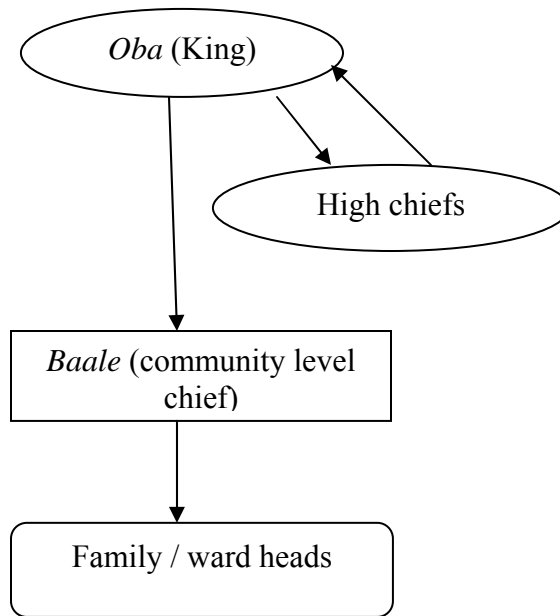 Oba (King)
High chiefs
Baale (community level
chief)
Family / ward heads